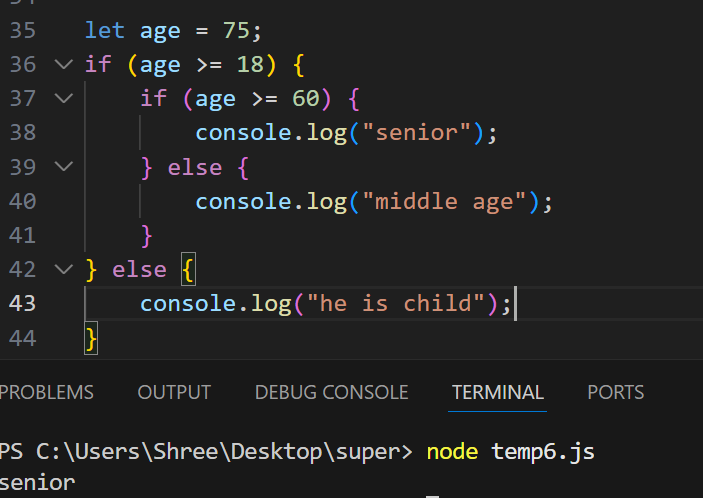 35 let age = 75;
36 if (age >= 18) {
37     if (age >= 60) {
38         console.log("senior");
39     } else {
40         console.log("middle age");
41     }
42 } else {
43     console.log("he is child");
44 }
PROBLEMS OUTPUT DEBUG CONSOLE TERMINAL PORTS
PS C:\Users\Shree\Desktop\super> node temp6.js
senior